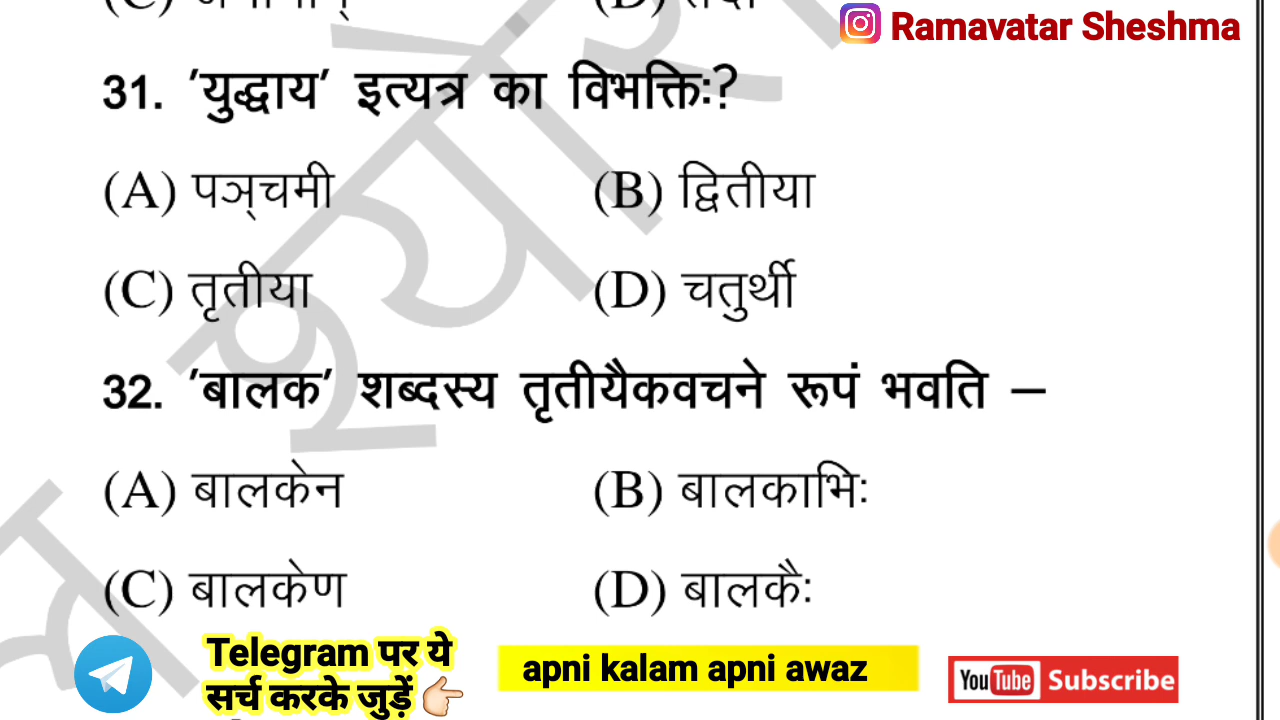 Ramavatar Sheshma
31. 'युद्धाय' इत्यत्र का विभक्तिः?
(A) पञ्चमी (B) द्वितीया
(C) तृतीया (D) चतुर्थी
32. 'बालक' शब्दस्य तृतीयैकवचने रूपं भवति –
(A) बालकेन (B) बालकाभिः
(C) बालकेण (D) बालकैः
Telegram पर ये
सर्च करके जुड़ें
apni kalam apni awaz
YouTube Subscribe